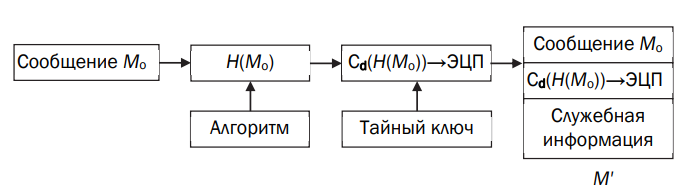 Сообщение Mо
H(Mо)
Cd(H(Mо))→ЭЦП
Сообщение Mо
Cd(H(Mо))→ЭЦП
Служебная
информация
Алгоритм
Тайный ключ
M'